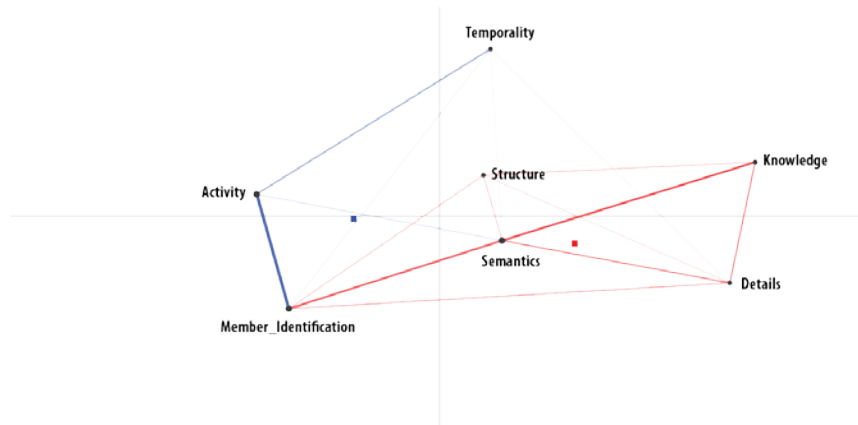 Temporality
Knowledge
Structure
Activity
Semantics
Details
Member_Identification